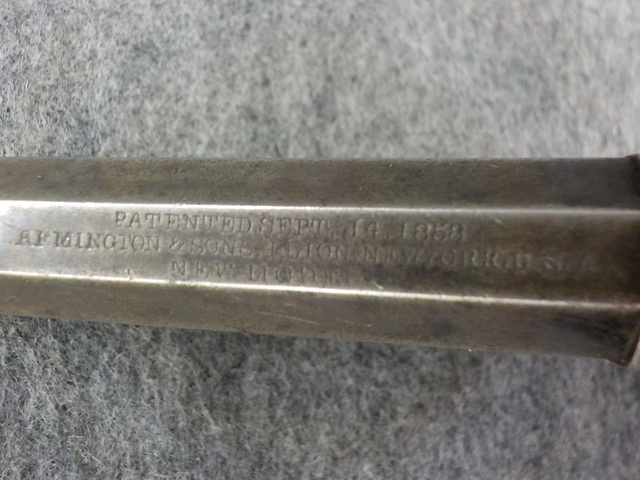 PATENTED SEPT. 14, 1858
REMINGTON & SONS, ILION, NEW YORK, U.S.A.
NEW MODEL